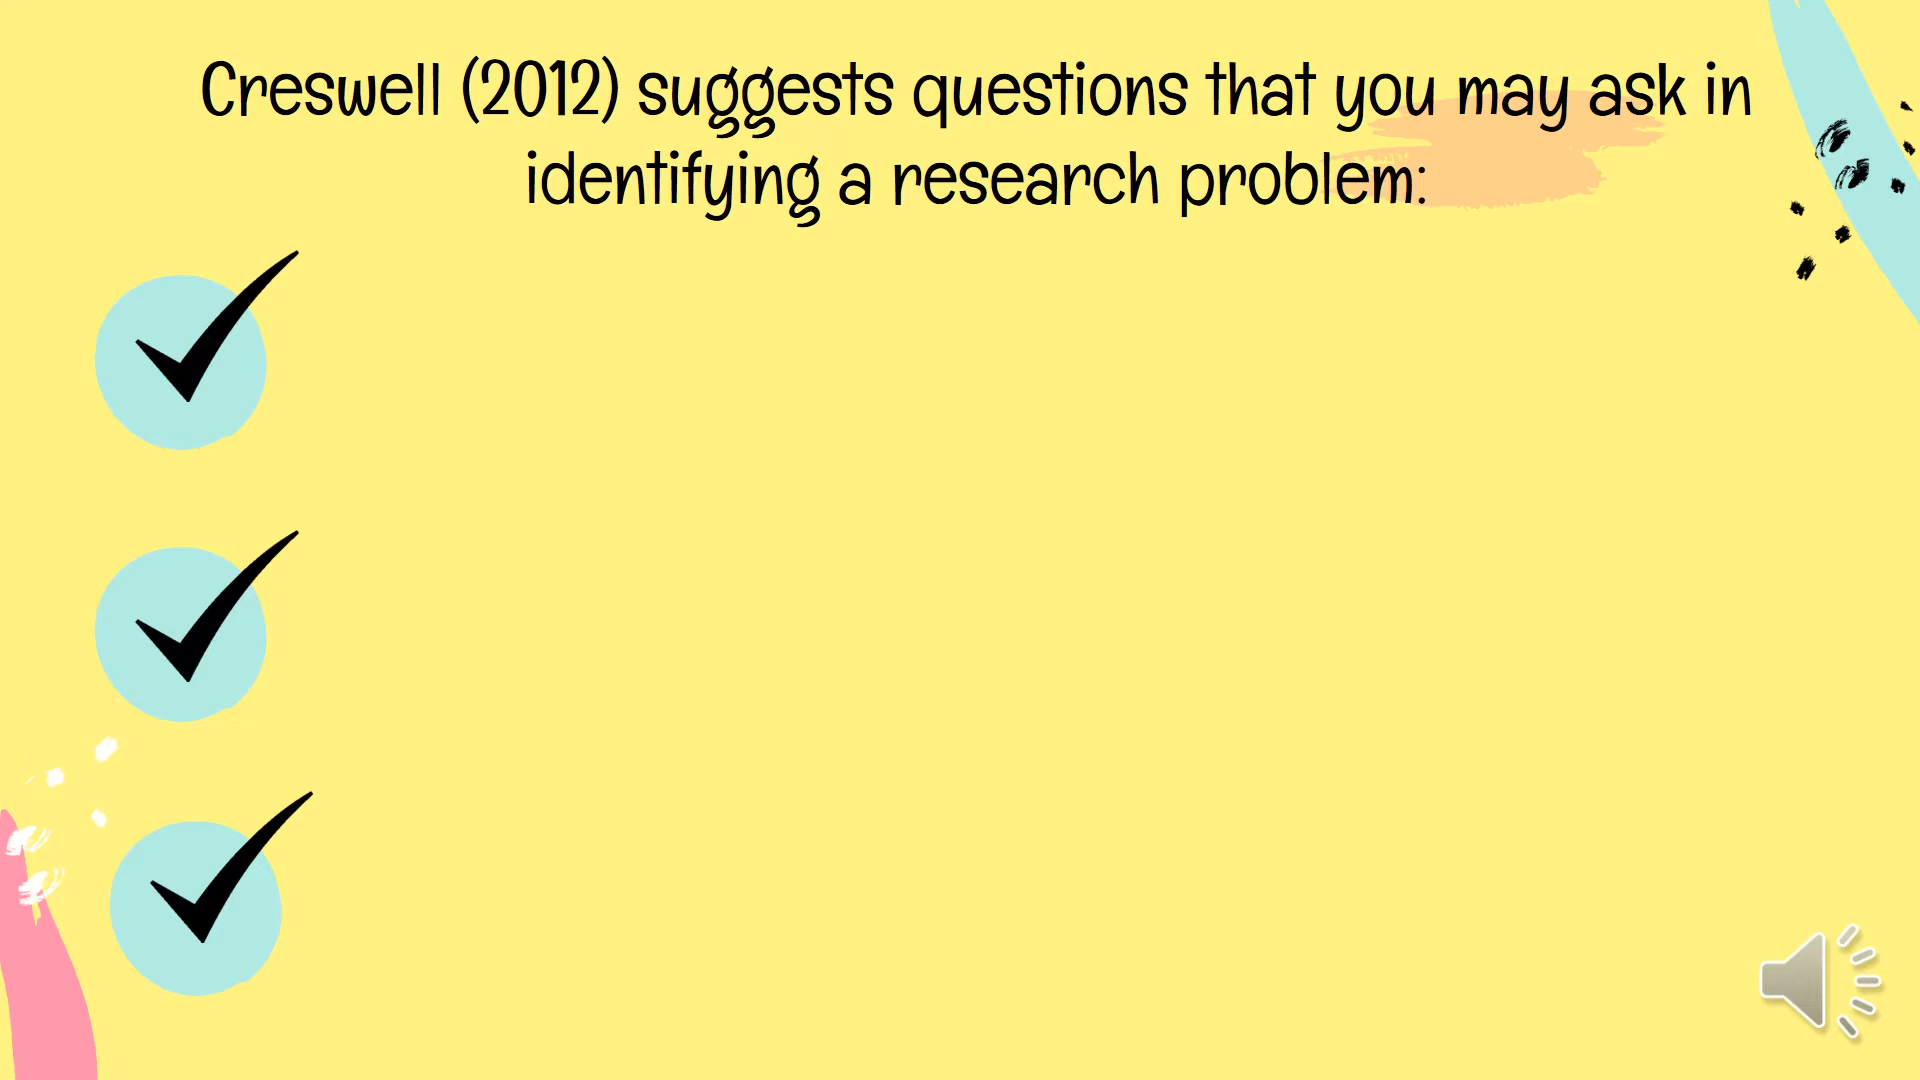 Creswell (2012) suggests questions that you may ask in
identifying a research problem: